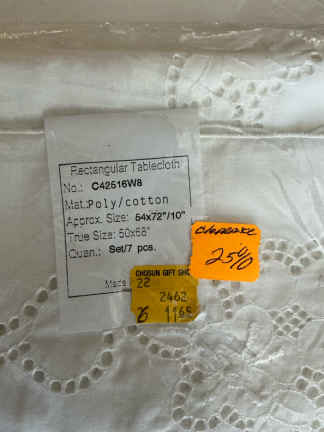 Rectangular Tablecloth
No.: C42516W8
Mat.:Poly/cotton
Approx. Size: 54x72"/10"
True Size: 50x68"
Quan.: Set/7 pcs.
Made
CHOSUN GIFT SHO
22
2462
Clearance
25%